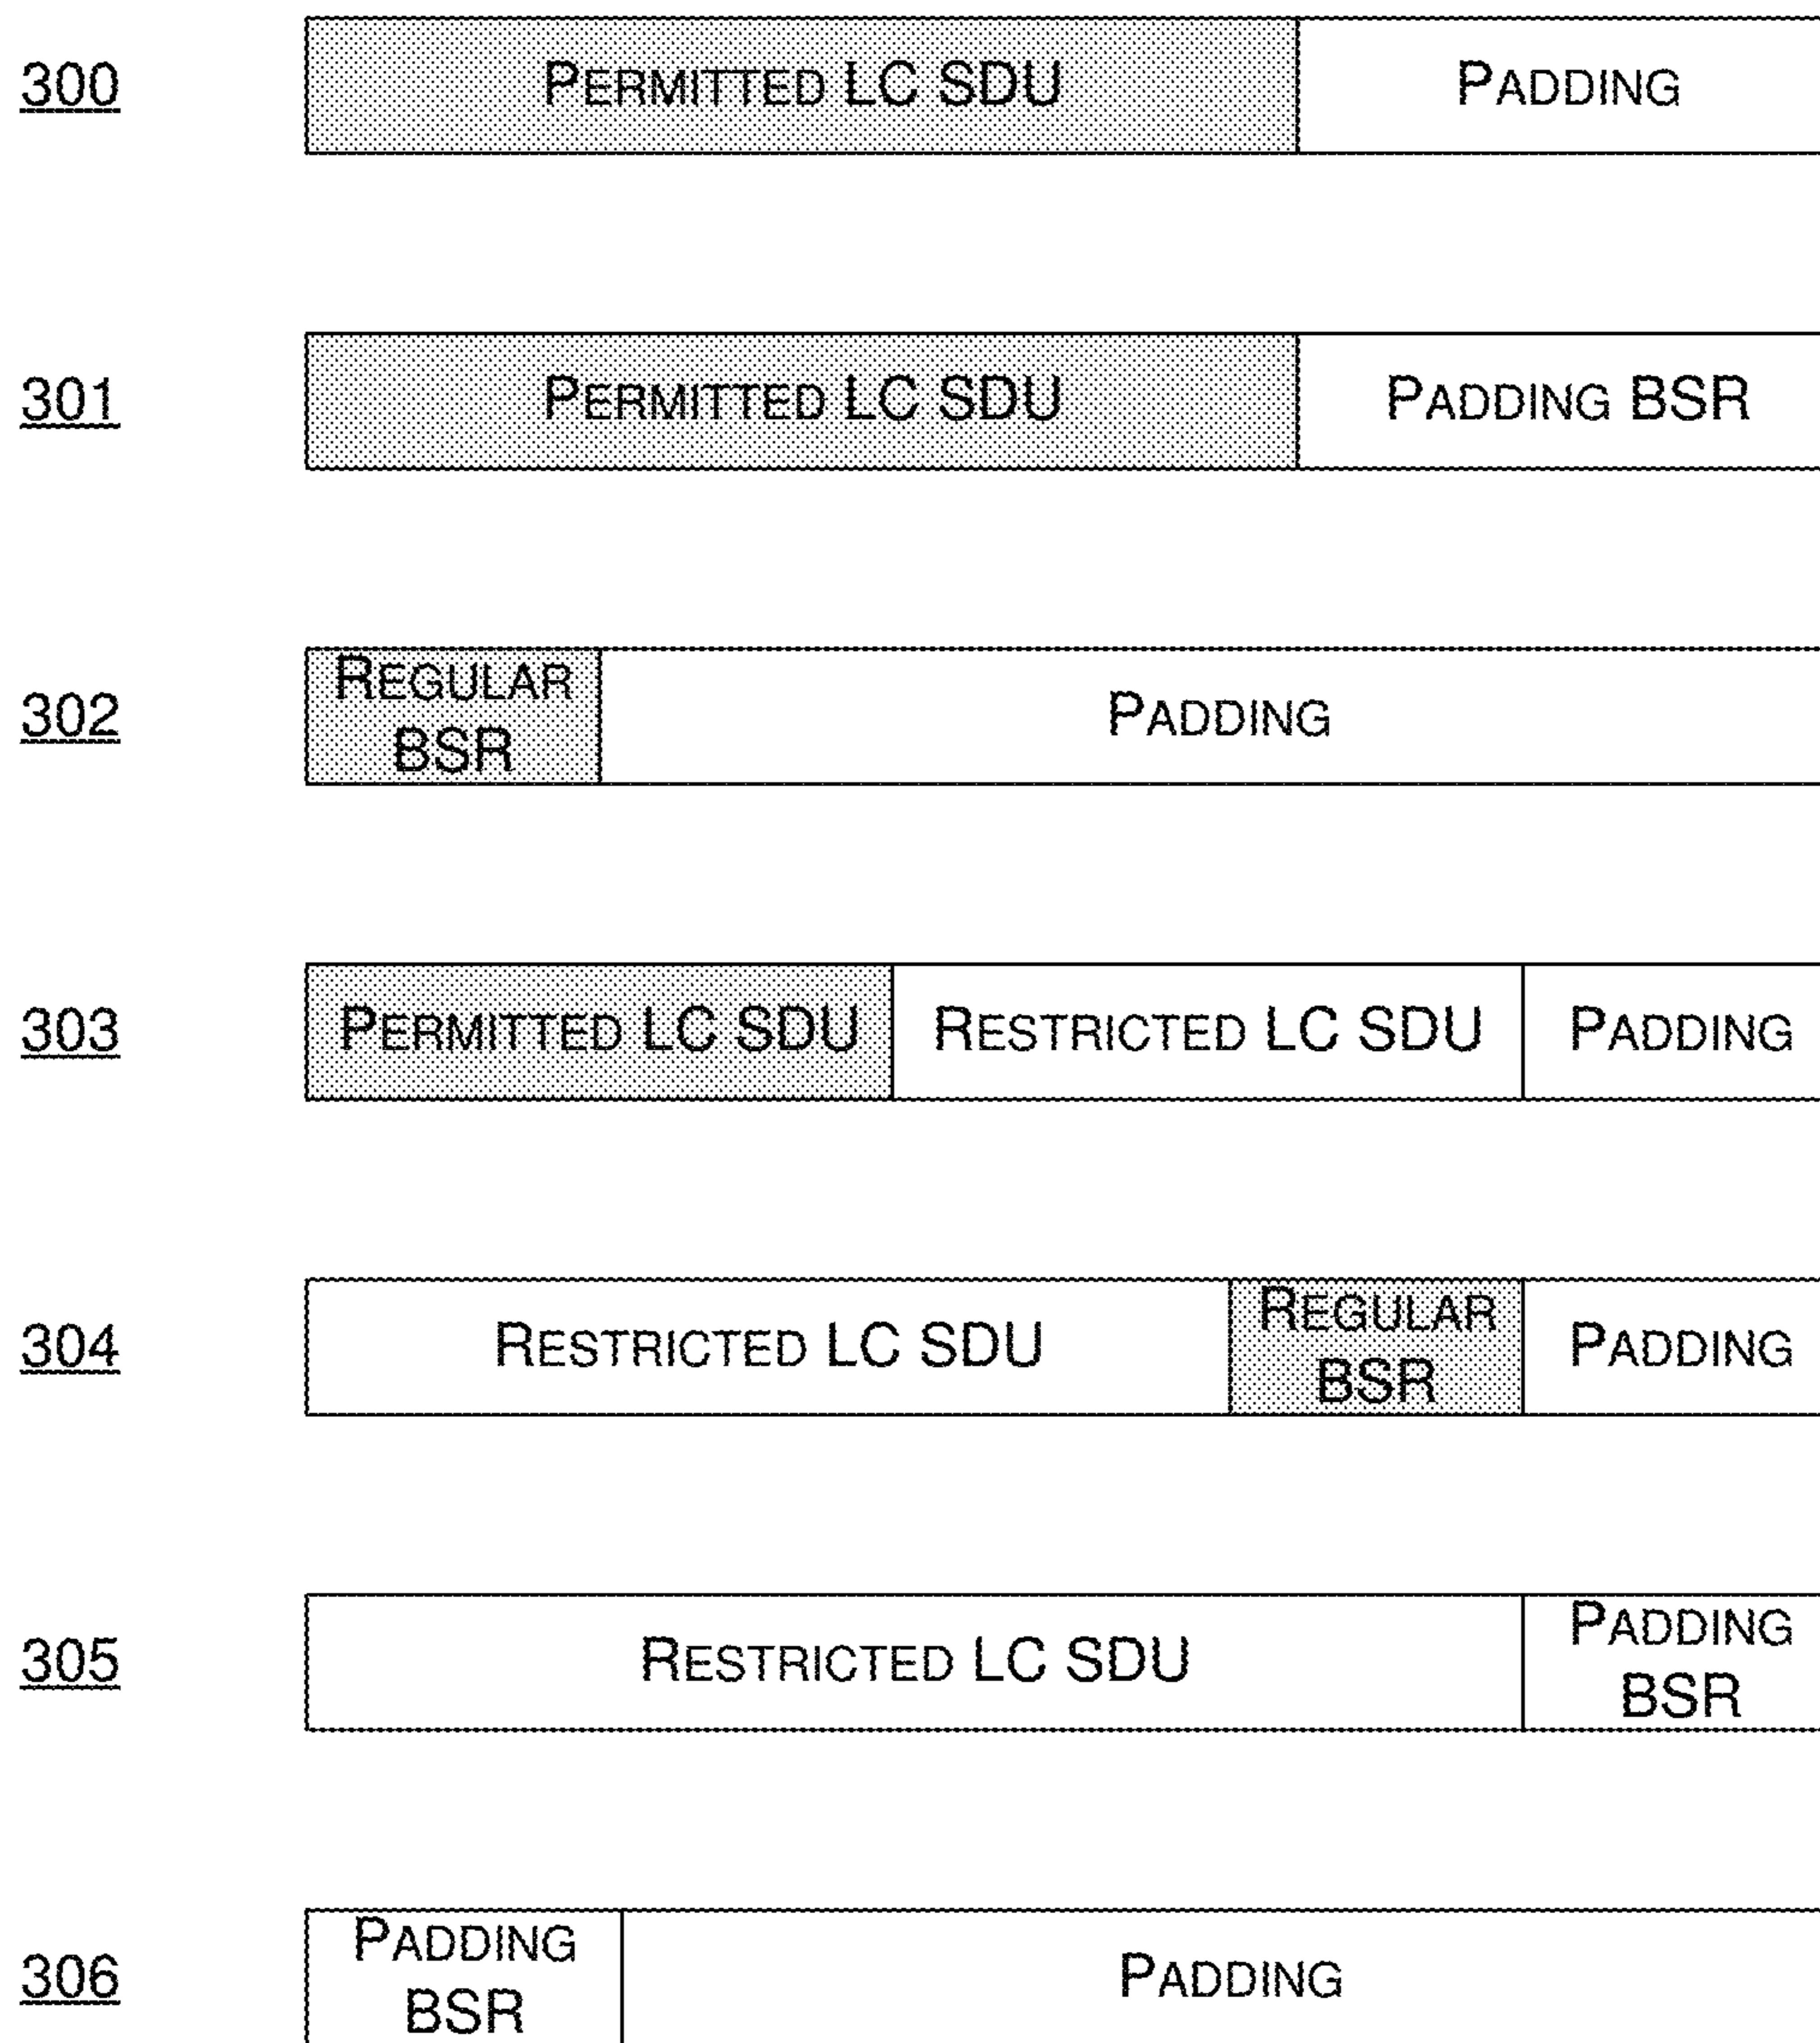 300 PERMITTED LC SDU PADDING
301 PERMITTED LC SDU PADDING BSR
302 REGULAR BSR PADDING
303 PERMITTED LC SDU RESTRICTED LC SDU PADDING
304 RESTRICTED LC SDU REGULAR BSR PADDING
305 RESTRICTED LC SDU PADDING BSR
306 PADDING BSR PADDING